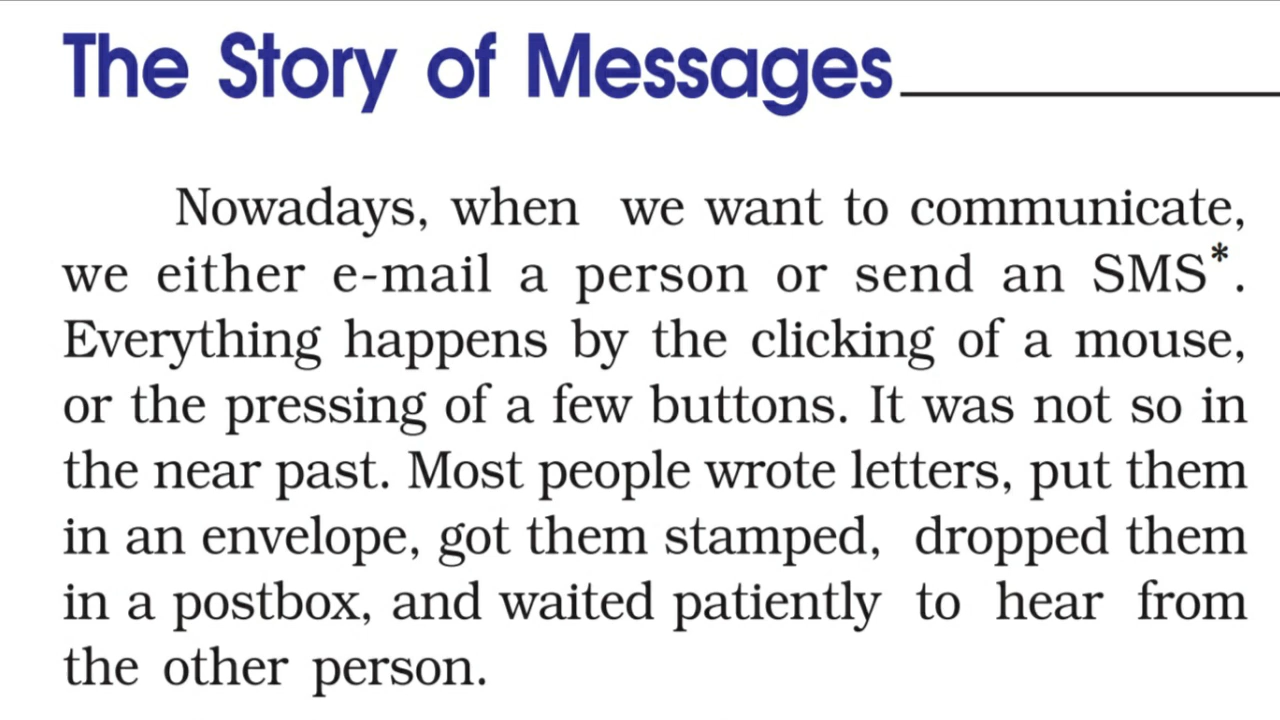 The Story of Messages
Nowadays, when we want to communicate,
we either e-mail a person or send an SMS*.
Everything happens by the clicking of a mouse,
or the pressing of a few buttons. It was not so in
the near past. Most people wrote letters, put them
in an envelope, got them stamped, dropped them
in a postbox, and waited patiently to hear from
the other person.